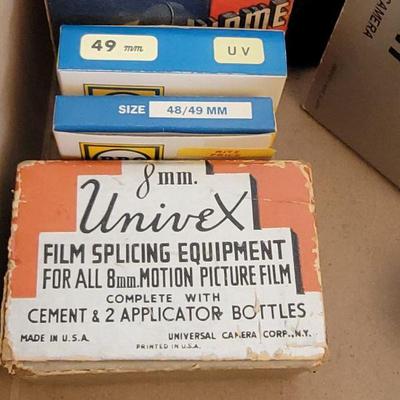 49 mm UV
SIZE 48/49 MM
8mm.
UniveX
FILM SPLICING EQUIPMENT
FOR ALL 8mm. MOTION PICTURE FILM
COMPLETE WITH
CEMENT & 2 APPLICATOR BOTTLES
MADE IN U.S.A. UNIVERSAL CAMERA CORP., N.Y.
PRINTED IN U.S.A.
CAMERA